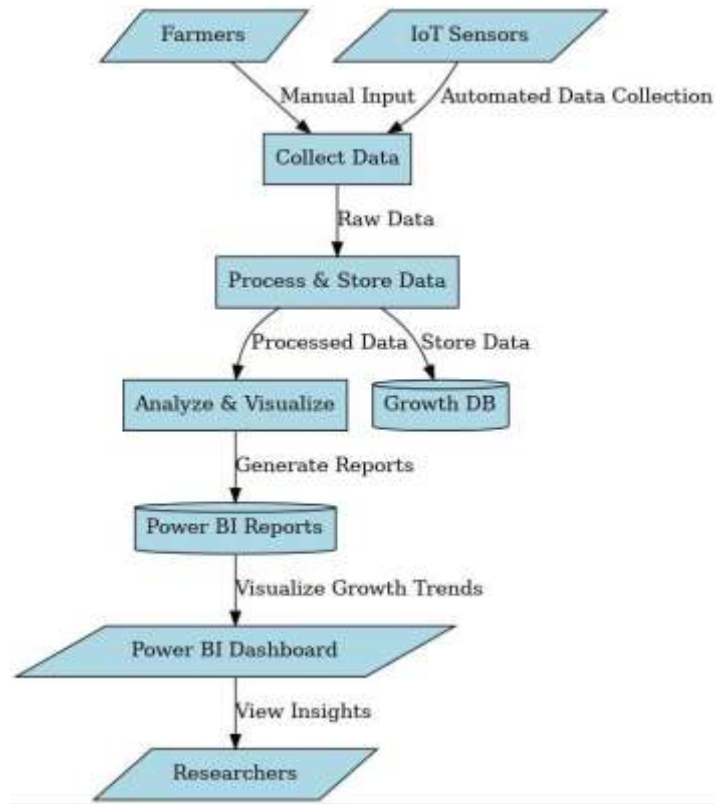 Farmers
IoT Sensors
Manual Input
Automated Data Collection
Collect Data
Raw Data
Process & Store Data
Processed Data
Store Data
Analyze & Visualize
Growth DB
Generate Reports
Power BI Reports
Visualize Growth Trends
Power BI Dashboard
View Insights
Researchers